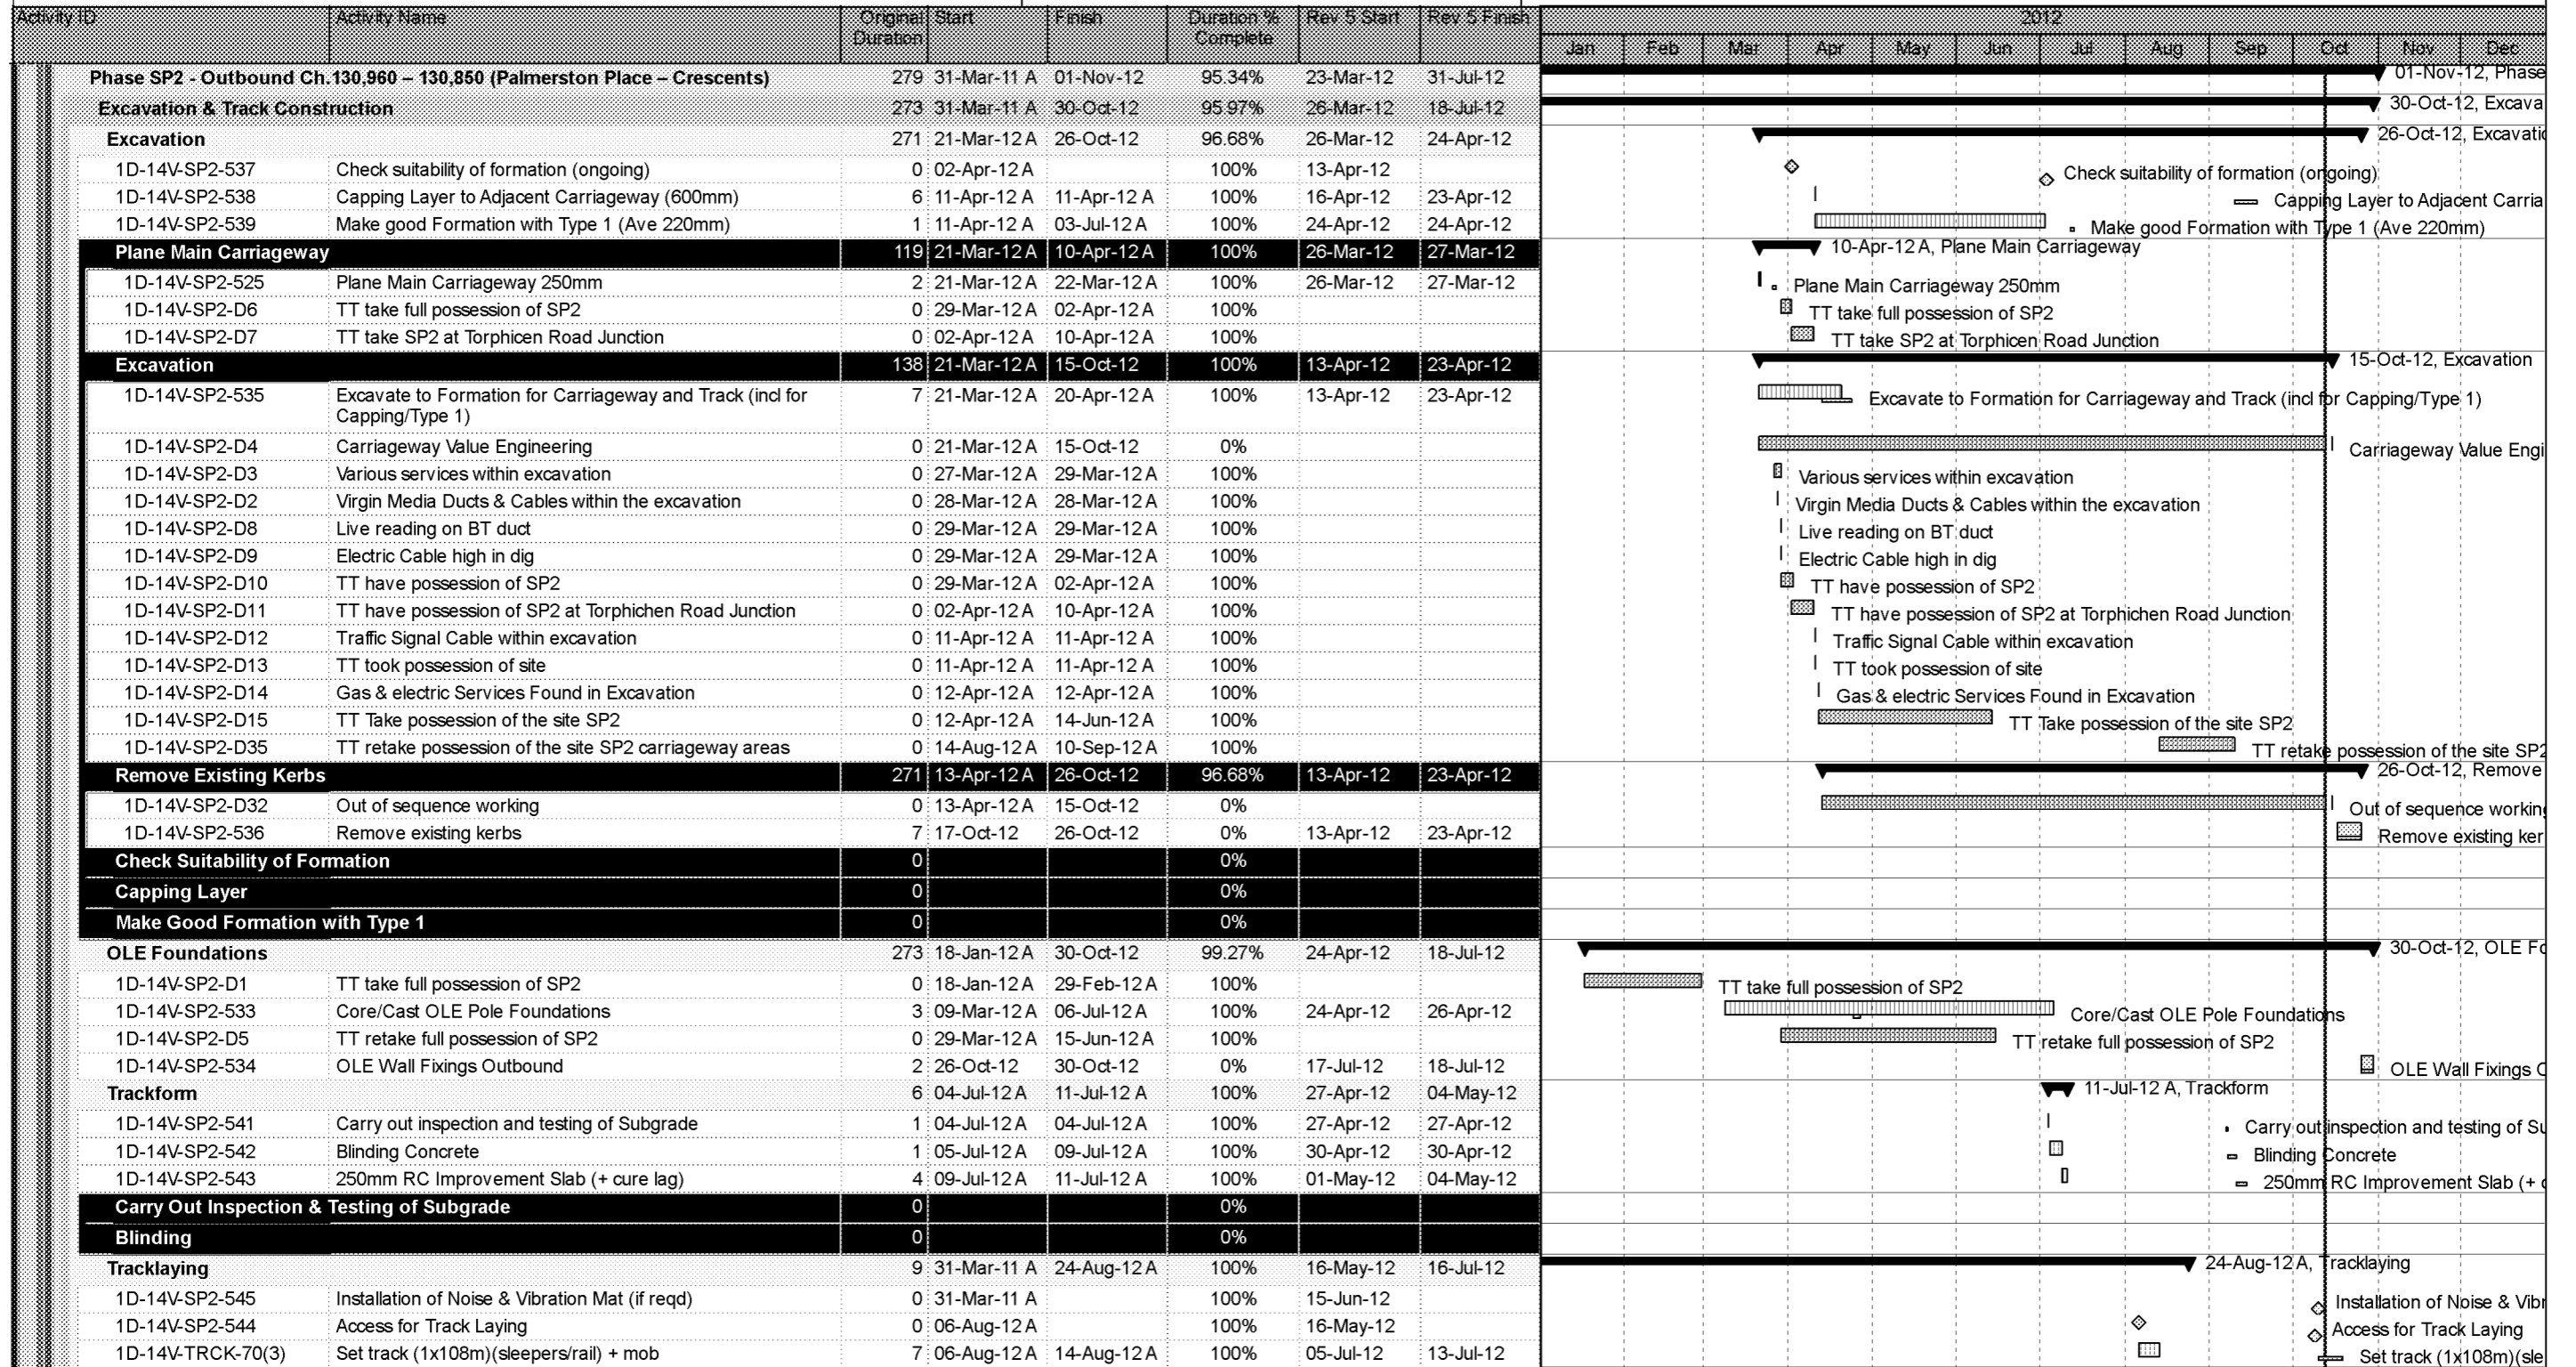 Activity ID Activity Name Original Duration Start Finish Duration % Complete Rev 5 Start Rev 5 Finish 2012
Jan Feb Mar Apr May Jun Jul Aug Sep Oct Nov Dec
Phase SP2 - Outbound Ch.130,960 – 130,850 (Palmerston Place – Crescents) 279 31-Mar-11 A 01-Nov-12 95.34% 23-Mar-12 31-Jul-12 01-Nov-12, Phase
Excavation & Track Construction 273 31-Mar-11 A 30-Oct-12 95.97% 26-Mar-12 18-Jul-12 30-Oct-12, Excava
Excavation 271 21-Mar-12 A 26-Oct-12 96.68% 26-Mar-12 24-Apr-12 26-Oct-12, Excavatio
1D-14V-SP2-537 Check suitability of formation (ongoing) 0 02-Apr-12 A 100% 13-Apr-12 Check suitability of formation (ongoing)
1D-14V-SP2-538 Capping Layer to Adjacent Carriageway (600mm) 6 11-Apr-12 A 11-Apr-12 A 100% 16-Apr-12 23-Apr-12 Capping Layer to Adjacent Carria
1D-14V-SP2-539 Make good Formation with Type 1 (Ave 220mm) 1 11-Apr-12 A 03-Jul-12 A 100% 24-Apr-12 24-Apr-12 Make good Formation with Type 1 (Ave 220mm)
Plane Main Carriageway 119 21-Mar-12 A 10-Apr-12 A 100% 26-Mar-12 27-Mar-12 10-Apr-12 A, Plane Main Carriageway
1D-14V-SP2-525 Plane Main Carriageway 250mm 2 21-Mar-12 A 22-Mar-12 A 100% 26-Mar-12 27-Mar-12 Plane Main Carriageway 250mm
1D-14V-SP2-D6 TT take full possession of SP2 0 29-Mar-12 A 02-Apr-12 A 100% TT take full possession of SP2
1D-14V-SP2-D7 TT take SP2 at Torphicen Road Junction 0 02-Apr-12 A 10-Apr-12 A 100% TT take SP2 at Torphicen Road Junction
Excavation 138 21-Mar-12 A 15-Oct-12 100% 13-Apr-12 23-Apr-12 15-Oct-12, Excavation
1D-14V-SP2-535 Excavate to Formation for Carriageway and Track (incl for Capping/Type 1) 7 21-Mar-12 A 20-Apr-12 A 100% 13-Apr-12 23-Apr-12 Excavate to Formation for Carriageway and Track (incl for Capping/Type 1)
1D-14V-SP2-D4 Carriageway Value Engineering 0 21-Mar-12 A 15-Oct-12 0% Carriageway Value Engi
1D-14V-SP2-D3 Various services within excavation 0 27-Mar-12 A 29-Mar-12 A 100% Various services within excavation
1D-14V-SP2-D2 Virgin Media Ducts & Cables within the excavation 0 28-Mar-12 A 28-Mar-12 A 100% Virgin Media Ducts & Cables within the excavation
1D-14V-SP2-D8 Live reading on BT duct 0 29-Mar-12 A 29-Mar-12 A 100% Live reading on BT duct
1D-14V-SP2-D9 Electric Cable high in dig 0 29-Mar-12 A 29-Mar-12 A 100% Electric Cable high in dig
1D-14V-SP2-D10 TT have possession of SP2 0 29-Mar-12 A 02-Apr-12 A 100% TT have possession of SP2
1D-14V-SP2-D11 TT have possession of SP2 at Torphichen Road Junction 0 02-Apr-12 A 10-Apr-12 A 100% TT have possession of SP2 at Torphichen Road Junction
1D-14V-SP2-D12 Traffic Signal Cable within excavation 0 11-Apr-12 A 11-Apr-12 A 100% Traffic Signal Cable within excavation
1D-14V-SP2-D13 TT took possession of site 0 11-Apr-12 A 11-Apr-12 A 100% TT took possession of site
1D-14V-SP2-D14 Gas & electric Services Found in Excavation 0 12-Apr-12 A 12-Apr-12 A 100% Gas & electric Services Found in Excavation
1D-14V-SP2-D15 TT Take possession of the site SP2 0 12-Apr-12 A 14-Jun-12 A 100% TT Take possession of the site SP2
1D-14V-SP2-D35 TT retake possession of the site SP2 carriageway areas 0 14-Aug-12 A 10-Sep-12 A 100% TT retake possession of the site SP2
Remove Existing Kerbs 271 13-Apr-12 A 26-Oct-12 96.68% 13-Apr-12 23-Apr-12 26-Oct-12, Remove
1D-14V-SP2-D32 Out of sequence working 0 13-Apr-12 A 15-Oct-12 0% Out of sequence working
1D-14V-SP2-536 Remove existing kerbs 7 17-Oct-12 26-Oct-12 0% 13-Apr-12 23-Apr-12 Remove existing ker
Check Suitability of Formation 0 0%
Capping Layer 0 0%
Make Good Formation with Type 1 0 0%
OLE Foundations 273 18-Jan-12 A 30-Oct-12 99.27% 24-Apr-12 18-Jul-12 30-Oct-12, OLE Fo
1D-14V-SP2-D1 TT take full possession of SP2 0 18-Jan-12 A 29-Feb-12 A 100% TT take full possession of SP2
1D-14V-SP2-533 Core/Cast OLE Pole Foundations 3 09-Mar-12 A 06-Jul-12 A 100% 24-Apr-12 26-Apr-12 Core/Cast OLE Pole Foundations
1D-14V-SP2-D5 TT retake full possession of SP2 0 29-Mar-12 A 15-Jun-12 A 100% TT retake full possession of SP2
1D-14V-SP2-534 OLE Wall Fixings Outbound 2 26-Oct-12 30-Oct-12 0% 17-Jul-12 18-Jul-12 OLE Wall Fixings O
Trackform 6 04-Jul-12 A 11-Jul-12 A 100% 27-Apr-12 04-May-12 11-Jul-12 A, Trackform
1D-14V-SP2-541 Carry out inspection and testing of Subgrade 1 04-Jul-12 A 04-Jul-12 A 100% 27-Apr-12 27-Apr-12 Carry out inspection and testing of Su
1D-14V-SP2-542 Blinding Concrete 1 05-Jul-12 A 09-Jul-12 A 100% 30-Apr-12 30-Apr-12 Blinding Concrete
1D-14V-SP2-543 250mm RC Improvement Slab (+ cure lag) 4 09-Jul-12 A 11-Jul-12 A 100% 01-May-12 04-May-12 250mm RC Improvement Slab (+ c
Carry Out Inspection & Testing of Subgrade 0 0%
Blinding 0 0%
Tracklaying 9 31-Mar-11 A 24-Aug-12 A 100% 16-May-12 16-Jul-12 24-Aug-12 A, Tracklaying
1D-14V-SP2-545 Installation of Noise & Vibration Mat (if reqd) 0 31-Mar-11 A 100% 15-Jun-12 Installation of Noise & Vibr
1D-14V-SP2-544 Access for Track Laying 0 06-Aug-12 A 100% 16-May-12 Access for Track Laying
1D-14V-TRCK-70(3) Set track (1x108m)(sleepers/rail) + mob 7 06-Aug-12 A 14-Aug-12 A 100% 05-Jul-12 13-Jul-12 Set track (1x108m)(sle